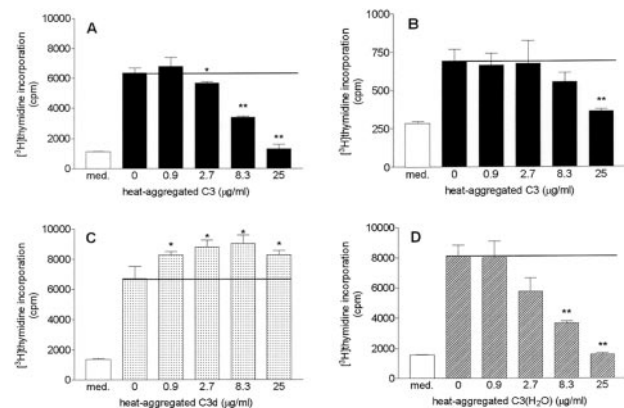 A
[³H]thymidine incorporation
(cpm)
8000
6000
4000
2000
0
*
**
**
med. 0 0.9 2.7 8.3 25
heat-aggregated C3 (µg/ml)
B
[³H]thymidine incorporation
(cpm)
1000
750
500
250
0
**
med. 0 0.9 2.7 8.3 25
heat-aggregated C3 (µg/ml)
C
[³H]thymidine incorporation
(cpm)
10000
8000
6000
4000
2000
0
*
*
*
*
med. 0 0.9 2.7 8.3 25
heat-aggregated C3d (µg/ml)
D
[³H]thymidine incorporation
(cpm)
10000
8000
6000
4000
2000
0
**
**
med. 0 0.9 2.7 8.3 25
heat-aggregated C3(H₂O) (µg/ml)